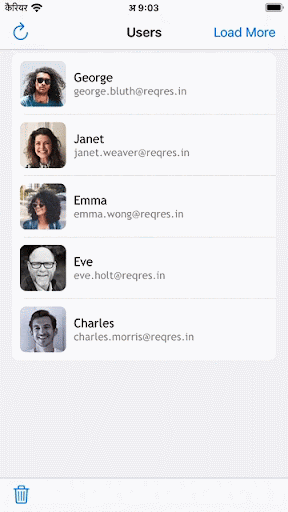 कैरियर
अ 9:03
Users
Load More
George
george.bluth@reqres.in
Janet
janet.weaver@reqres.in
Emma
emma.wong@reqres.in
Eve
eve.holt@reqres.in
Charles
charles.morris@reqres.in